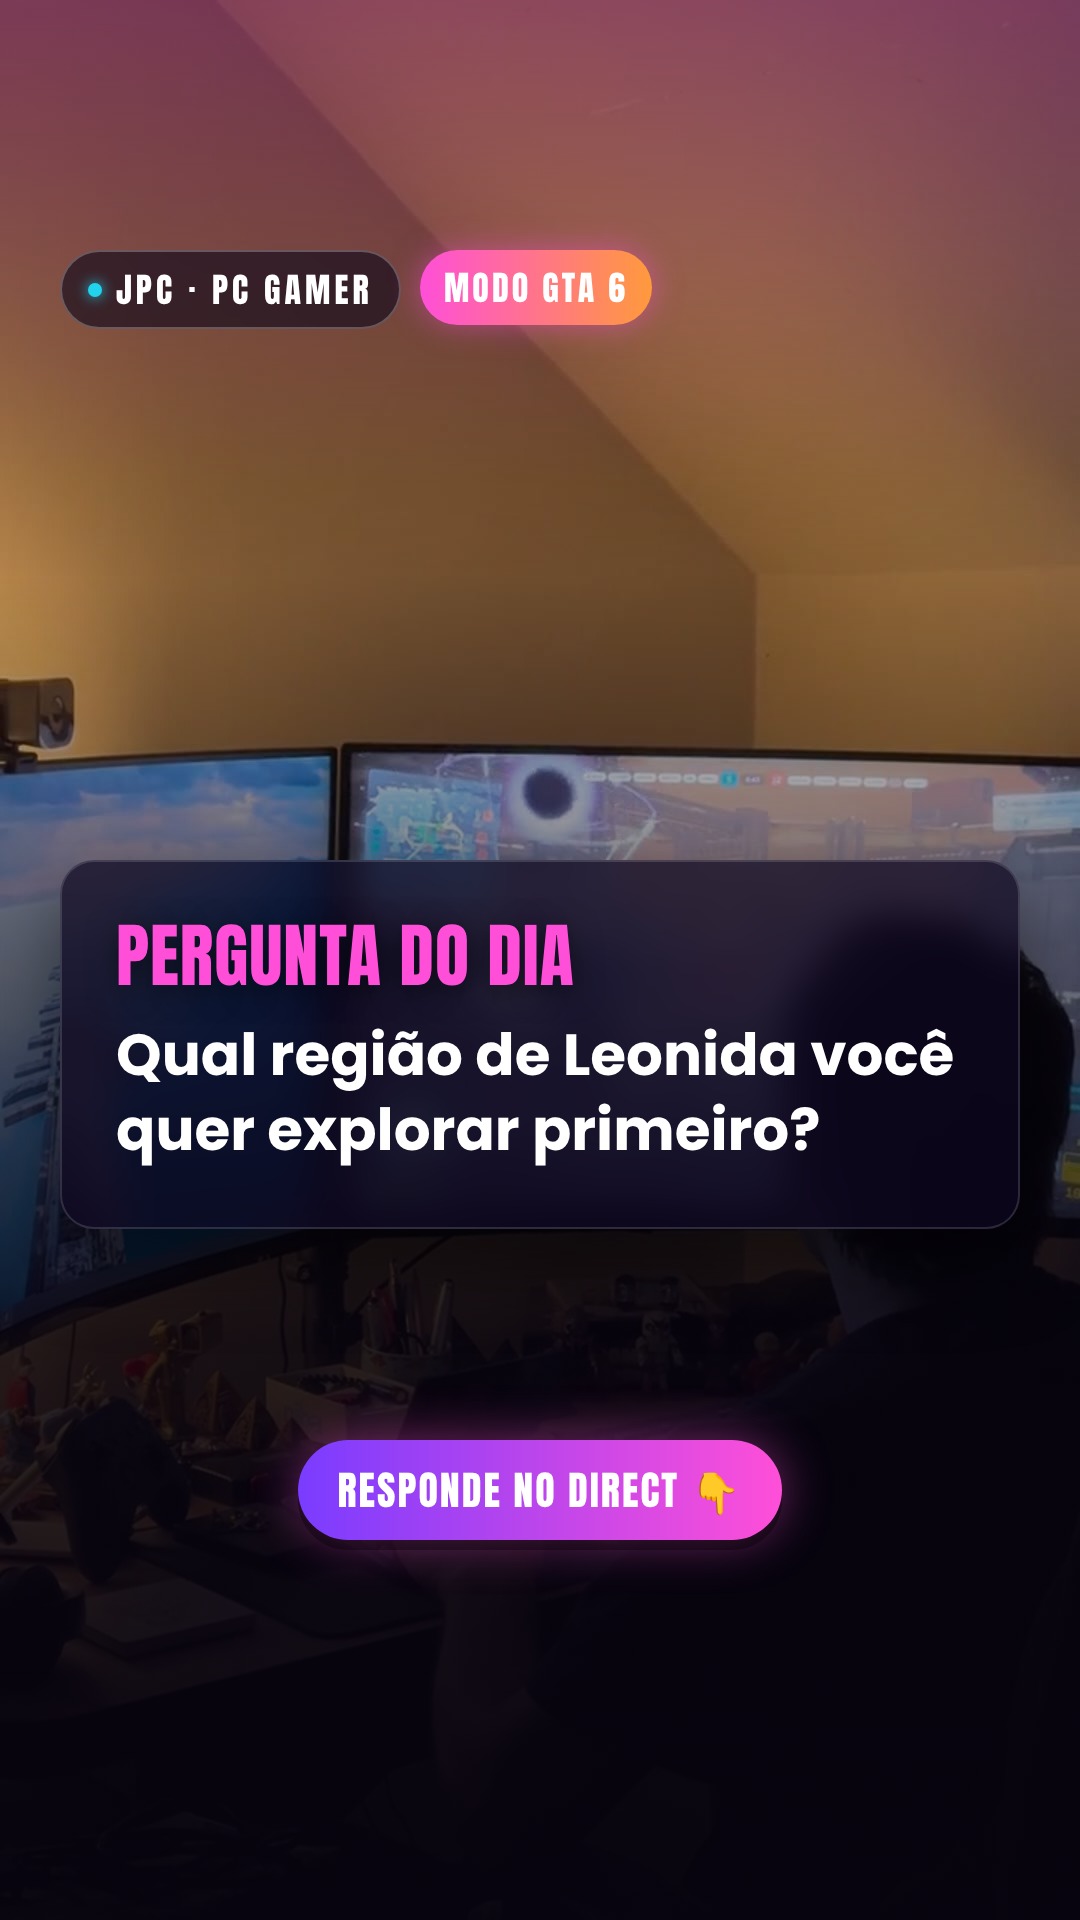 JPC · PC GAMER
MODO GTA 6
PERGUNTA DO DIA
Qual região de Leonida você
quer explorar primeiro?
RESPONDE NO DIRECT 👇